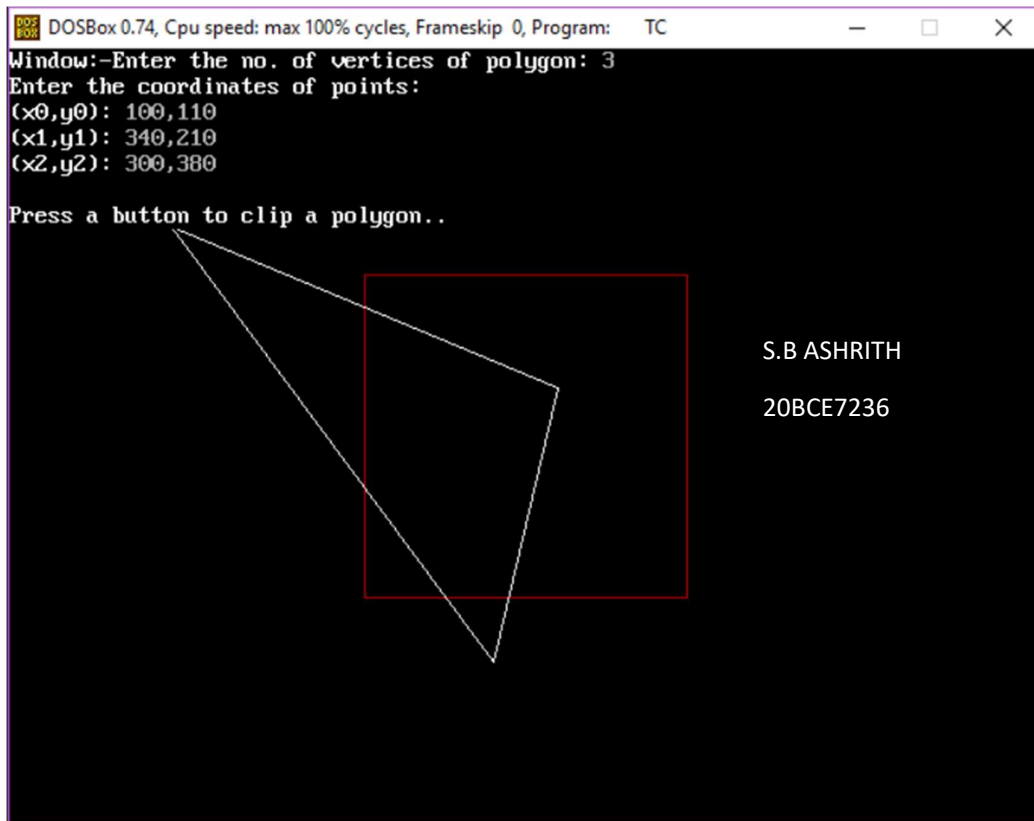 DOSBox 0.74, Cpu speed: max 100% cycles, Frameskip 0, Program: TC
Window:-Enter the no. of vertices of polygon: 3
Enter the coordinates of points:
(x0,y0): 100,110
(x1,y1): 340,210
(x2,y2): 300,380
Press a button to clip a polygon..
S.B ASHRITH
20BCE7236